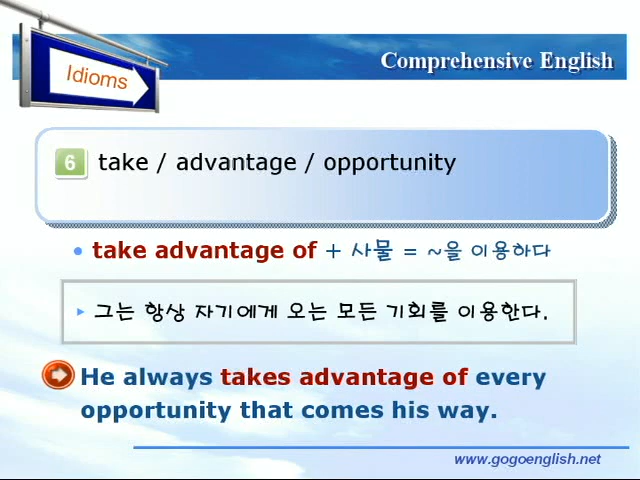 Idioms
Comprehensive English
6 take / advantage / opportunity
• take advantage of + 사물 = ~을 이용하다
▸ 그는 항상 자기에게 오는 모든 기회를 이용한다.
He always takes advantage of every
opportunity that comes his way.
www.gogoenglish.net